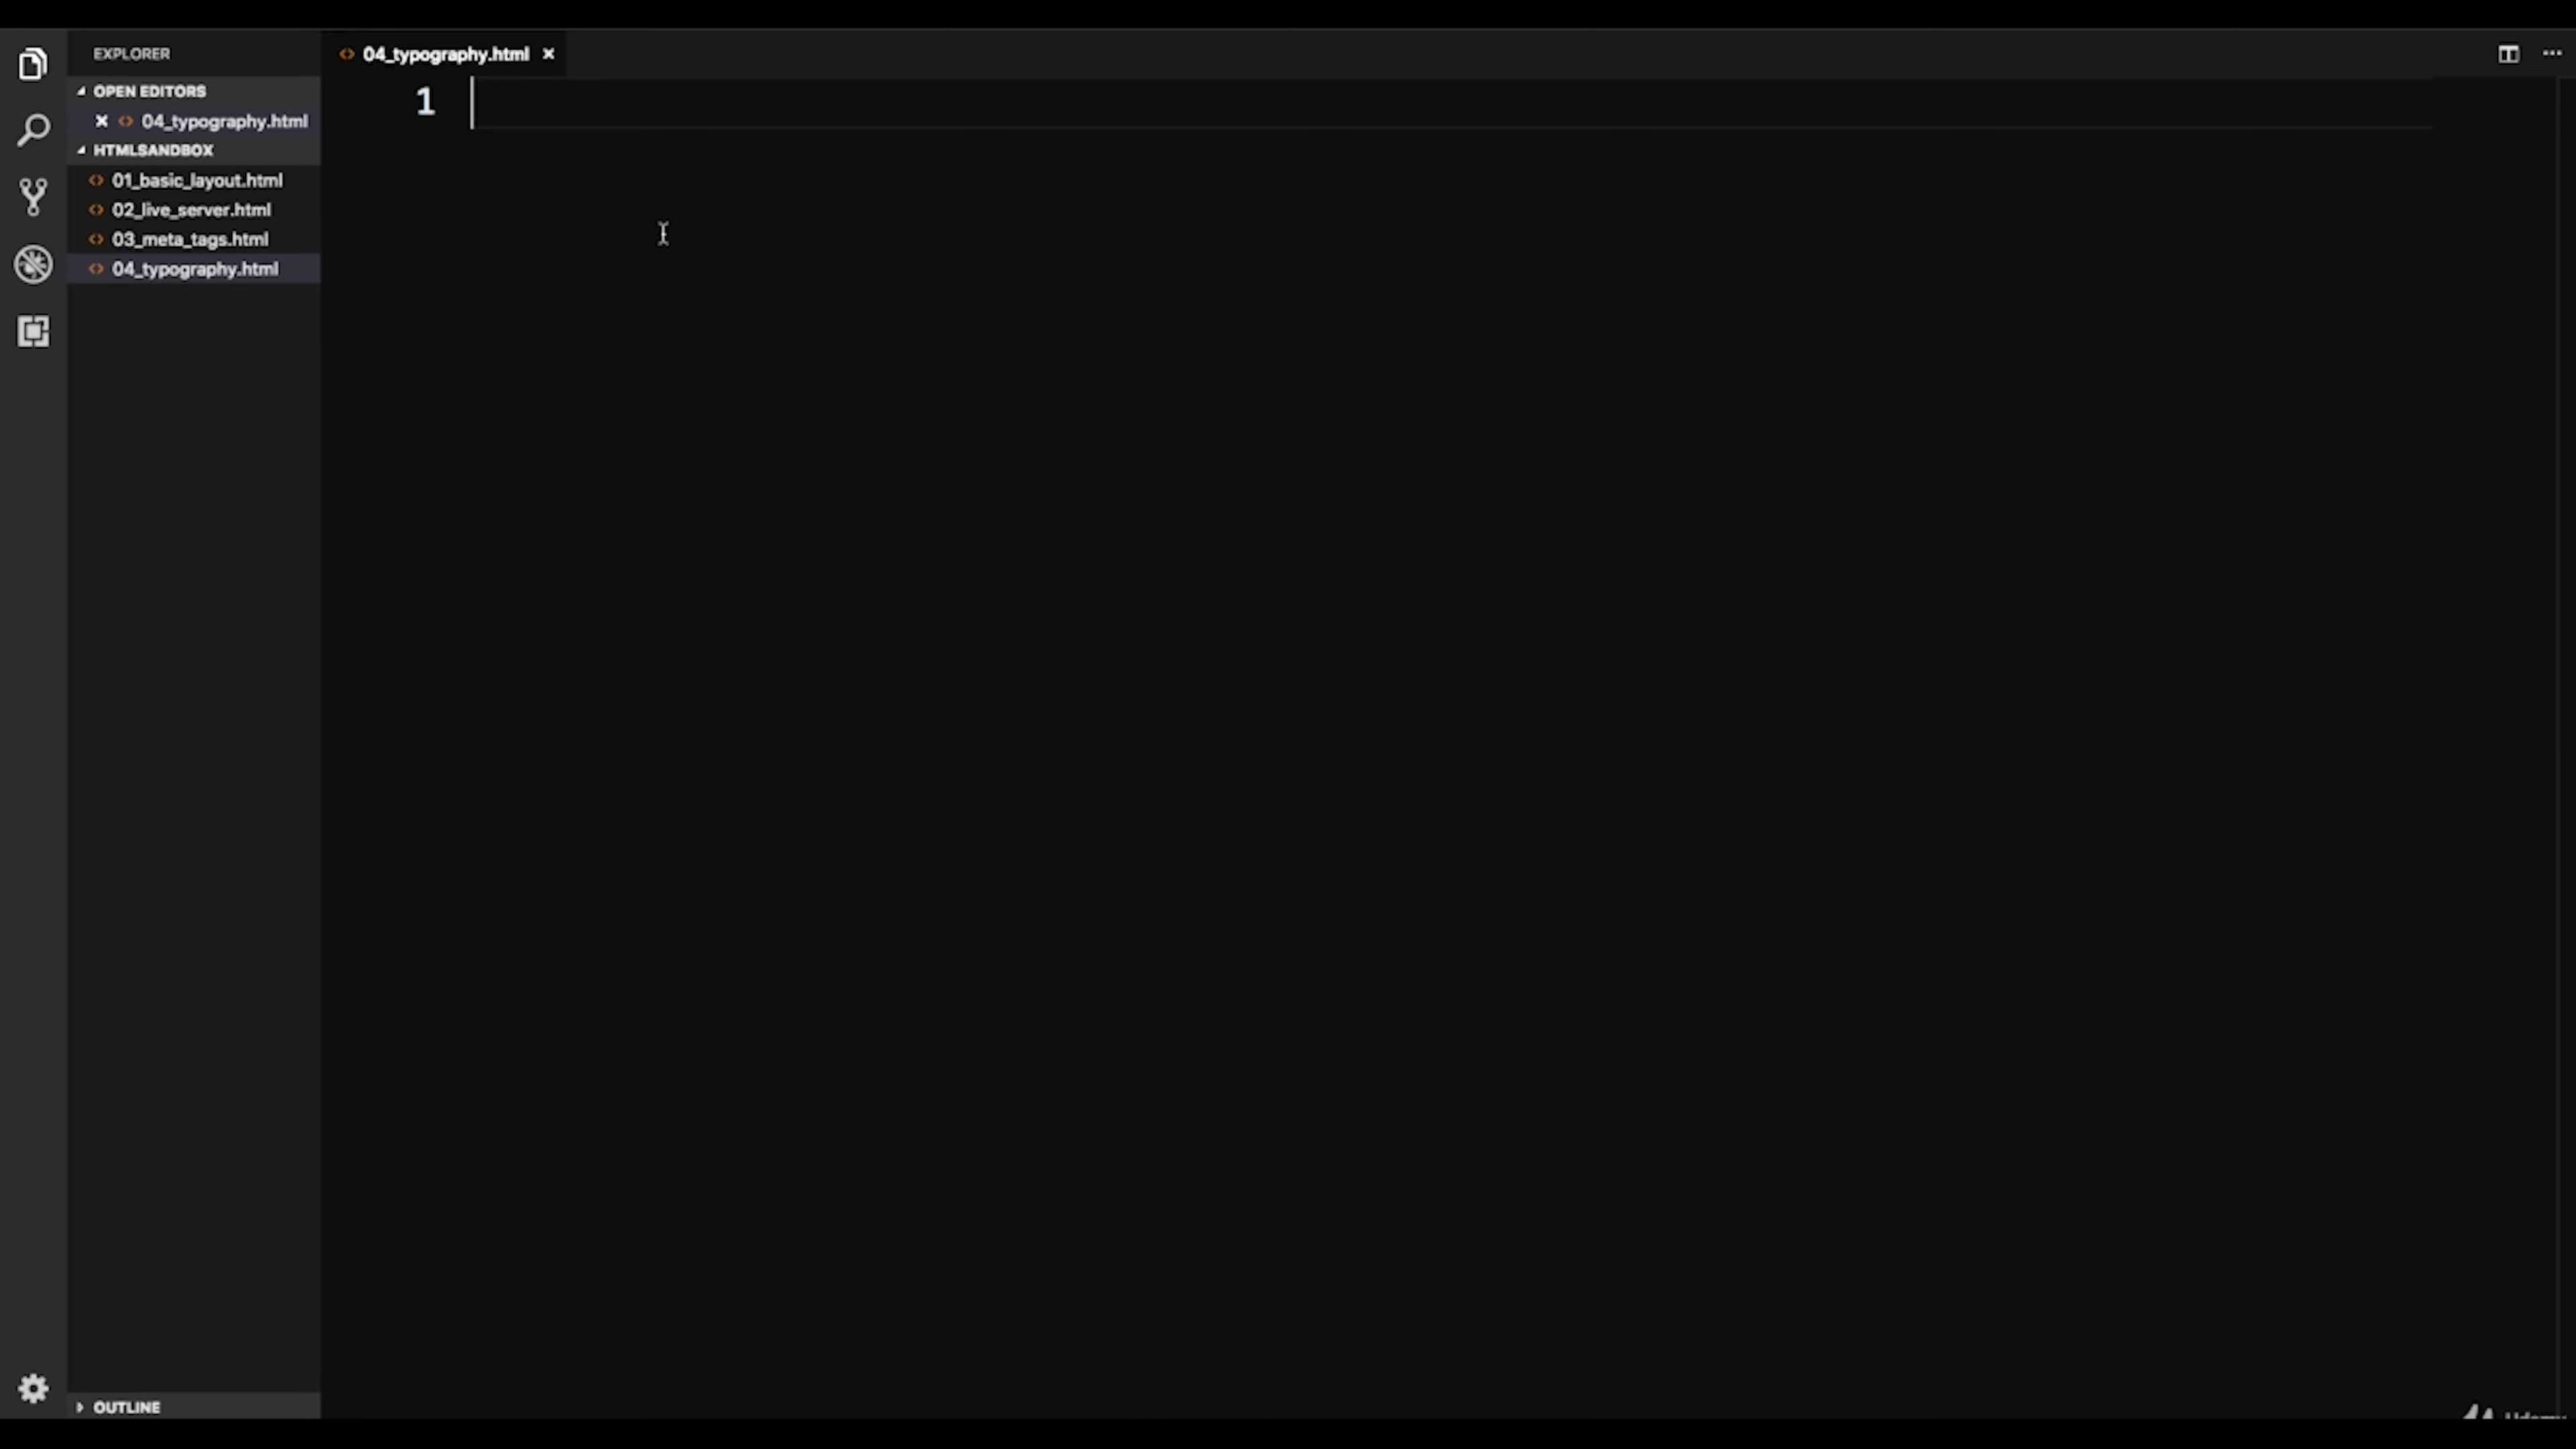 EXPLORER
OPEN EDITORS
04_typography.html
HTMLSANDBOX
01_basic_layout.html
02_live_server.html
03_meta_tags.html
04_typography.html
OUTLINE
04_typography.html
1